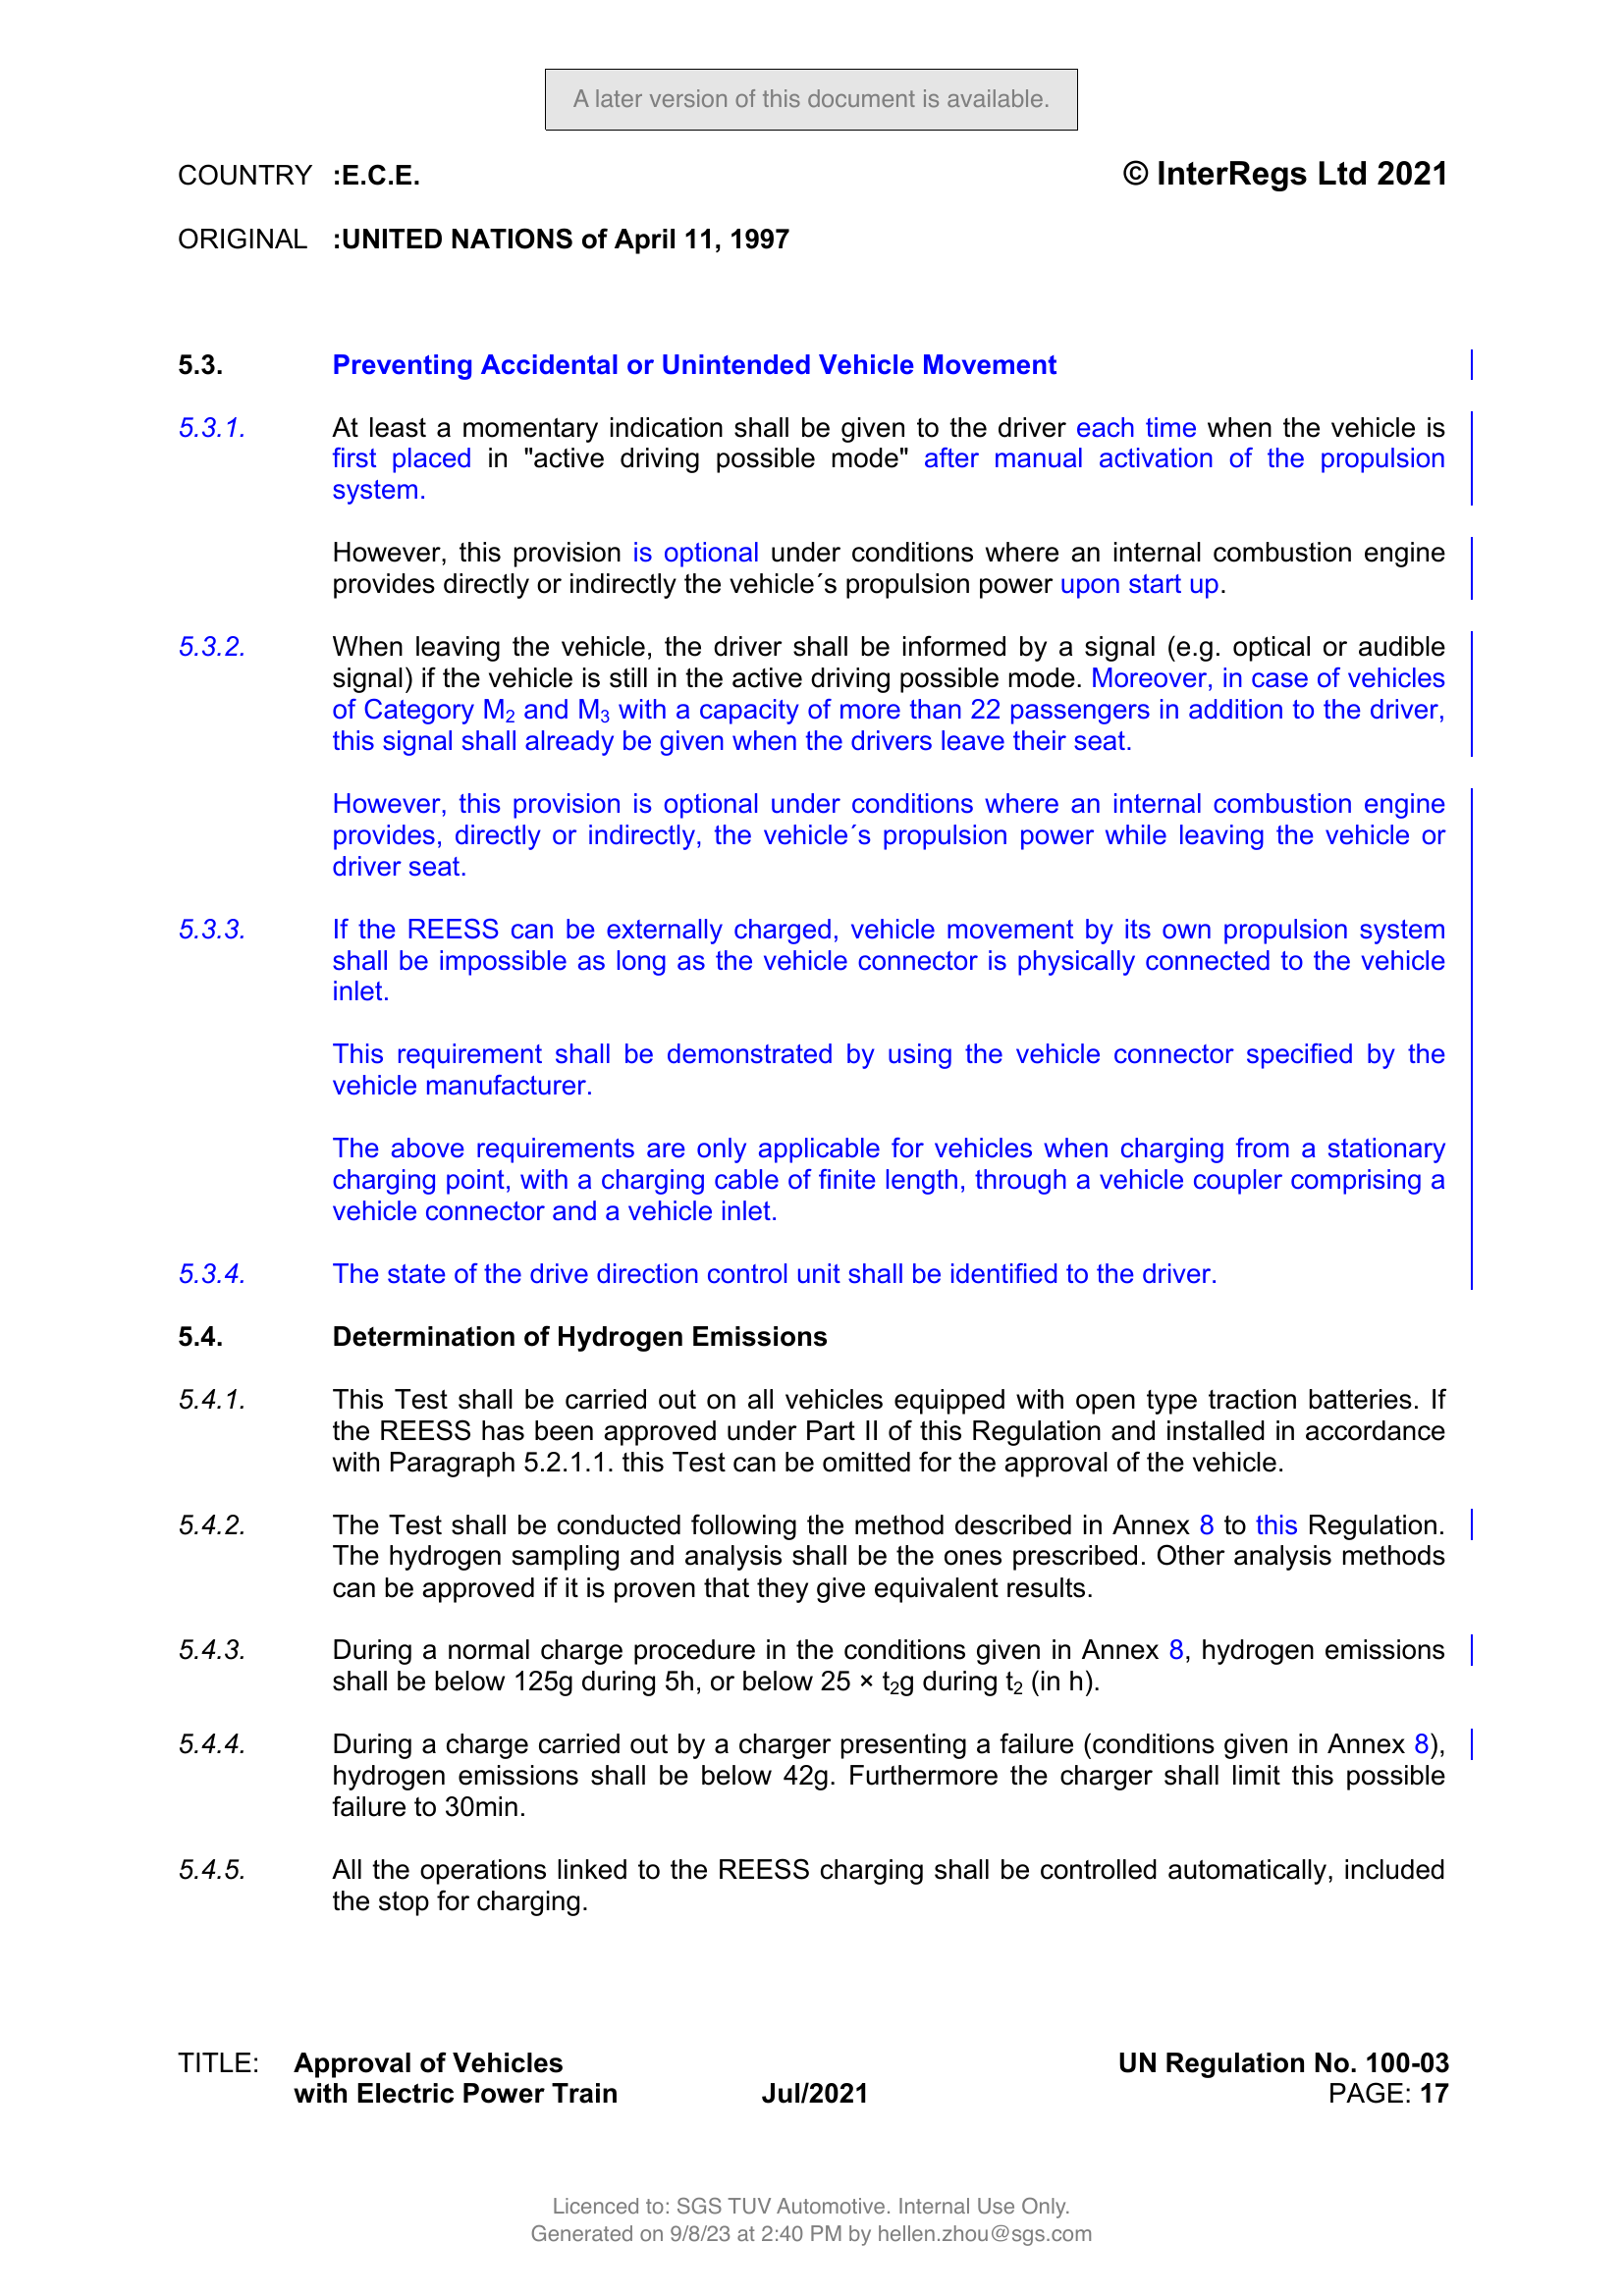 A later version of this document is available.
COUNTRY :E.C.E. © InterRegs Ltd 2021
ORIGINAL :UNITED NATIONS of April 11, 1997
5.3. Preventing Accidental or Unintended Vehicle Movement
5.3.1. At least a momentary indication shall be given to the driver each time when the vehicle is
first placed in "active driving possible mode" after manual activation of the propulsion
system.
However, this provision is optional under conditions where an internal combustion engine
provides directly or indirectly the vehicle´s propulsion power upon start up.
5.3.2. When leaving the vehicle, the driver shall be informed by a signal (e.g. optical or audible
signal) if the vehicle is still in the active driving possible mode. Moreover, in case of vehicles
of Category M₂ and M₃ with a capacity of more than 22 passengers in addition to the driver,
this signal shall already be given when the drivers leave their seat.
However, this provision is optional under conditions where an internal combustion engine
provides, directly or indirectly, the vehicle´s propulsion power while leaving the vehicle or
driver seat.
5.3.3. If the REESS can be externally charged, vehicle movement by its own propulsion system
shall be impossible as long as the vehicle connector is physically connected to the vehicle
inlet.
This requirement shall be demonstrated by using the vehicle connector specified by the
vehicle manufacturer.
The above requirements are only applicable for vehicles when charging from a stationary
charging point, with a charging cable of finite length, through a vehicle coupler comprising a
vehicle connector and a vehicle inlet.
5.3.4. The state of the drive direction control unit shall be identified to the driver.
5.4. Determination of Hydrogen Emissions
5.4.1. This Test shall be carried out on all vehicles equipped with open type traction batteries. If
the REESS has been approved under Part II of this Regulation and installed in accordance
with Paragraph 5.2.1.1. this Test can be omitted for the approval of the vehicle.
5.4.2. The Test shall be conducted following the method described in Annex 8 to this Regulation.
The hydrogen sampling and analysis shall be the ones prescribed. Other analysis methods
can be approved if it is proven that they give equivalent results.
5.4.3. During a normal charge procedure in the conditions given in Annex 8, hydrogen emissions
shall be below 125g during 5h, or below 25 × t₂g during t₂ (in h).
5.4.4. During a charge carried out by a charger presenting a failure (conditions given in Annex 8),
hydrogen emissions shall be below 42g. Furthermore the charger shall limit this possible
failure to 30min.
5.4.5. All the operations linked to the REESS charging shall be controlled automatically, included
the stop for charging.
TITLE: Approval of Vehicles UN Regulation No. 100-03
with Electric Power Train Jul/2021 PAGE: 17
Licenced to: SGS TUV Automotive. Internal Use Only.
Generated on 9/8/23 at 2:40 PM by hellen.zhou@sgs.com